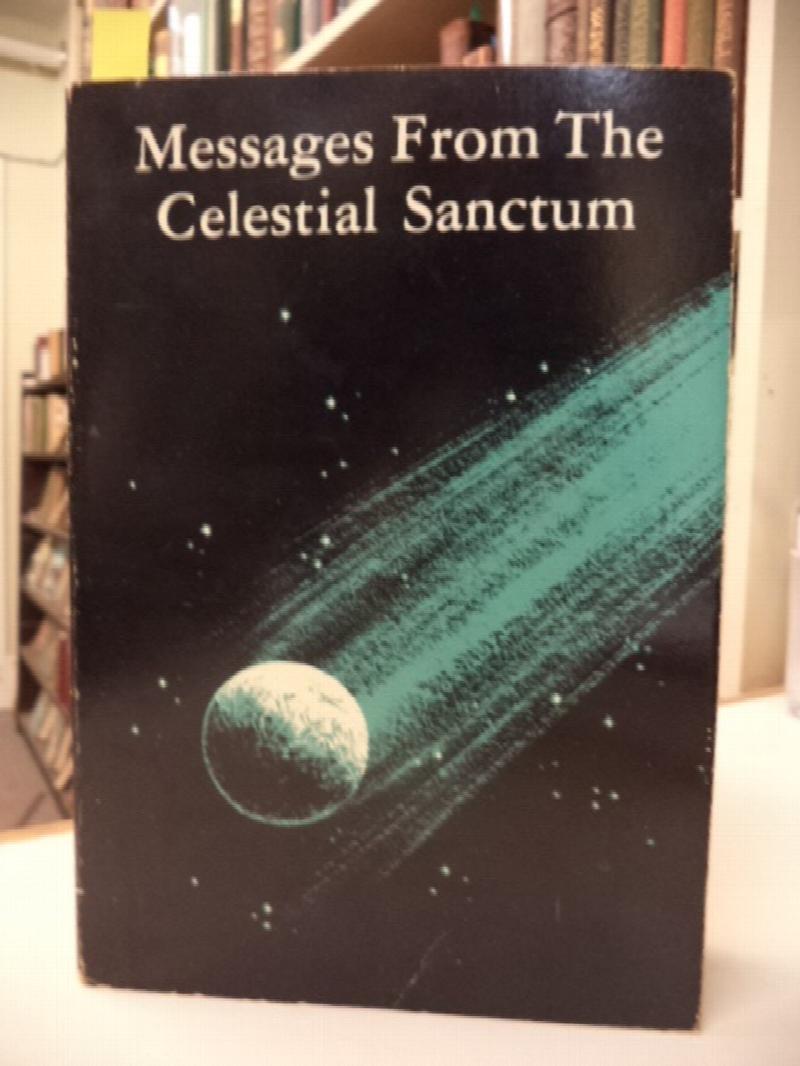 Messages From The
Celestial Sanctum